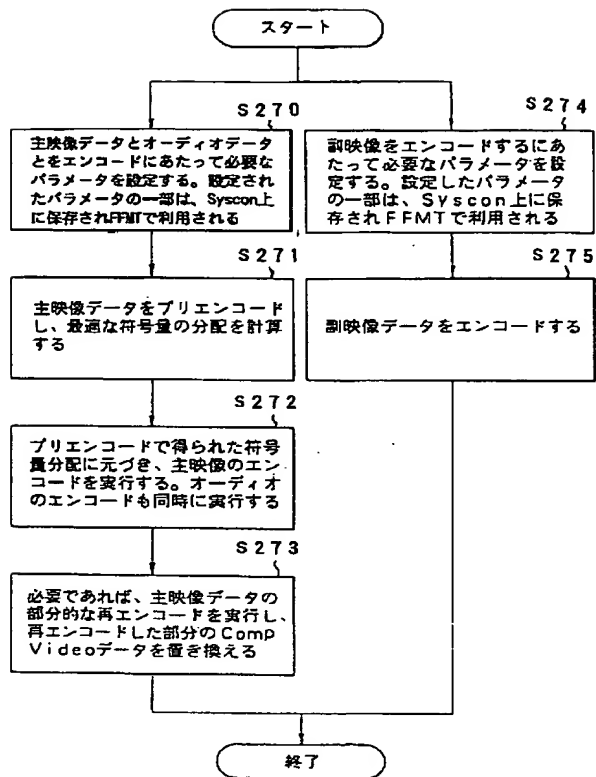 スタート
S270
主映像データとオーディオデータ
とをエンコードにあたって必要な
パラメータを設定する。設定され
たパラメータの一部は、Syscon上
に保存されFFMTで利用される
S274
副映像をエンコードするにあ
たって必要なパラメータを設
定する。設定したパラメータ
の一部は、Syscon上に保
存されFFMTで利用される
S271
主映像データをプリエンコード
し、最適な符号量の分配を計算
する
S275
副映像データをエンコードする
S272
プリエンコードで得られた符号
量分配に元づき、主映像のエン
コードを実行する。オーディオ
のエンコードも同時に実行する
S273
必要であれば、主映像データの
部分的な再エンコードを実行し、
再エンコードした部分のComp
Videoデータを置き換える
終了